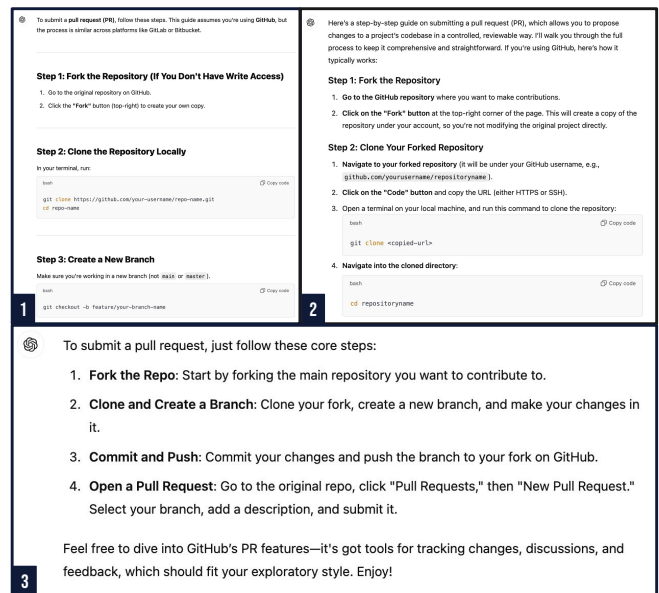 To submit a pull request (PR), follow these steps. This guide assumes you're using GitHub, but
the process is similar across platforms like GitLab or Bitbucket.
Step 1: Fork the Repository (If You Don't Have Write Access)
1. Go to the original repository on GitHub.
2. Click the "Fork" button (top-right) to create your own copy.
Step 2: Clone the Repository Locally
In your terminal, run:
bash
Copy code
git clone https://github.com/your-username/repo-name.git
cd repo-name
Step 3: Create a New Branch
Make sure you're working in a new branch (not main or master).
bash
Copy code
git checkout -b feature/your-branch-name
1
Here's a step-by-step guide on submitting a pull request (PR), which allows you to propose
changes to a project's codebase in a controlled, reviewable way. I'll walk you through the full
process to keep it comprehensive and straightforward. If you're using GitHub, here's how it
typically works:
Step 1: Fork the Repository
1. Go to the GitHub repository where you want to make contributions.
2. Click on the "Fork" button at the top-right corner of the page. This will create a copy of the
repository under your account, so you're not modifying the original project directly.
Step 2: Clone Your Forked Repository
1. Navigate to your forked repository (it will be under your GitHub username, e.g.,
github.com/yourusername/repositoryname ).
2. Click on the "Code" button and copy the URL (either HTTPS or SSH).
3. Open a terminal on your local machine, and run this command to clone the repository:
bash
Copy code
git clone <copied-url>
4. Navigate into the cloned directory:
bash
Copy code
cd repositoryname
2
To submit a pull request, just follow these core steps:
1. Fork the Repo: Start by forking the main repository you want to contribute to.
2. Clone and Create a Branch: Clone your fork, create a new branch, and make your changes in
it.
3. Commit and Push: Commit your changes and push the branch to your fork on GitHub.
4. Open a Pull Request: Go to the original repo, click "Pull Requests," then "New Pull Request."
Select your branch, add a description, and submit it.
Feel free to dive into GitHub's PR features—it's got tools for tracking changes, discussions, and
feedback, which should fit your exploratory style. Enjoy!
3